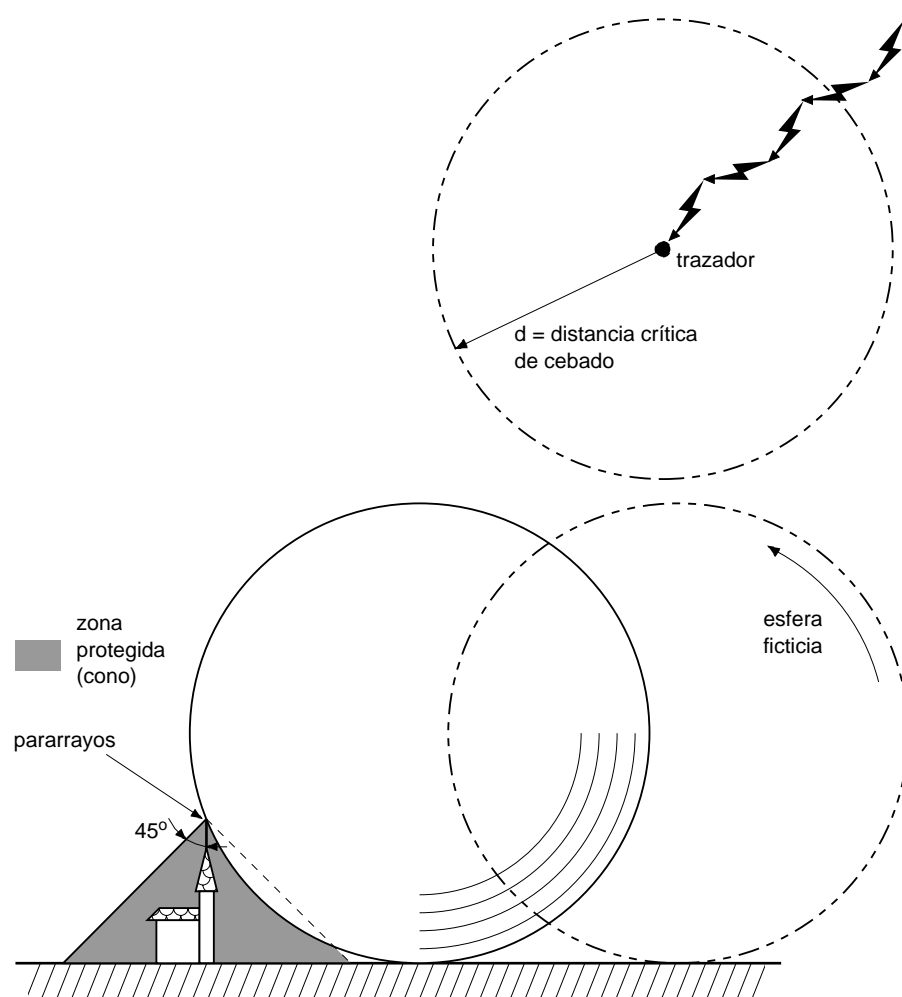 trazador
d = distancia crítica
de cebado
esfera
ficticia
zona
protegida
(cono)
pararrayos
45º